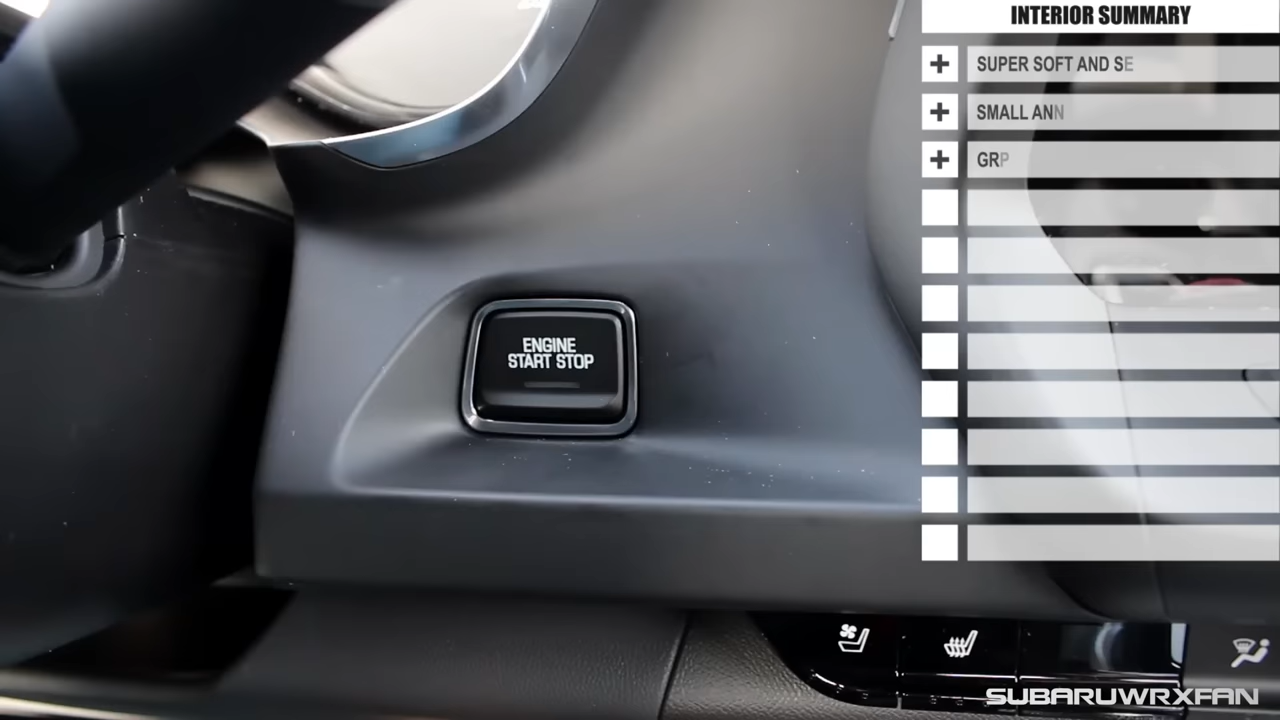 INTERIOR SUMMARY
+ SUPER SOFT AND SE
+ SMALL ANN
+ GRP
ENGINE
START STOP
SUBARUWRXFAN